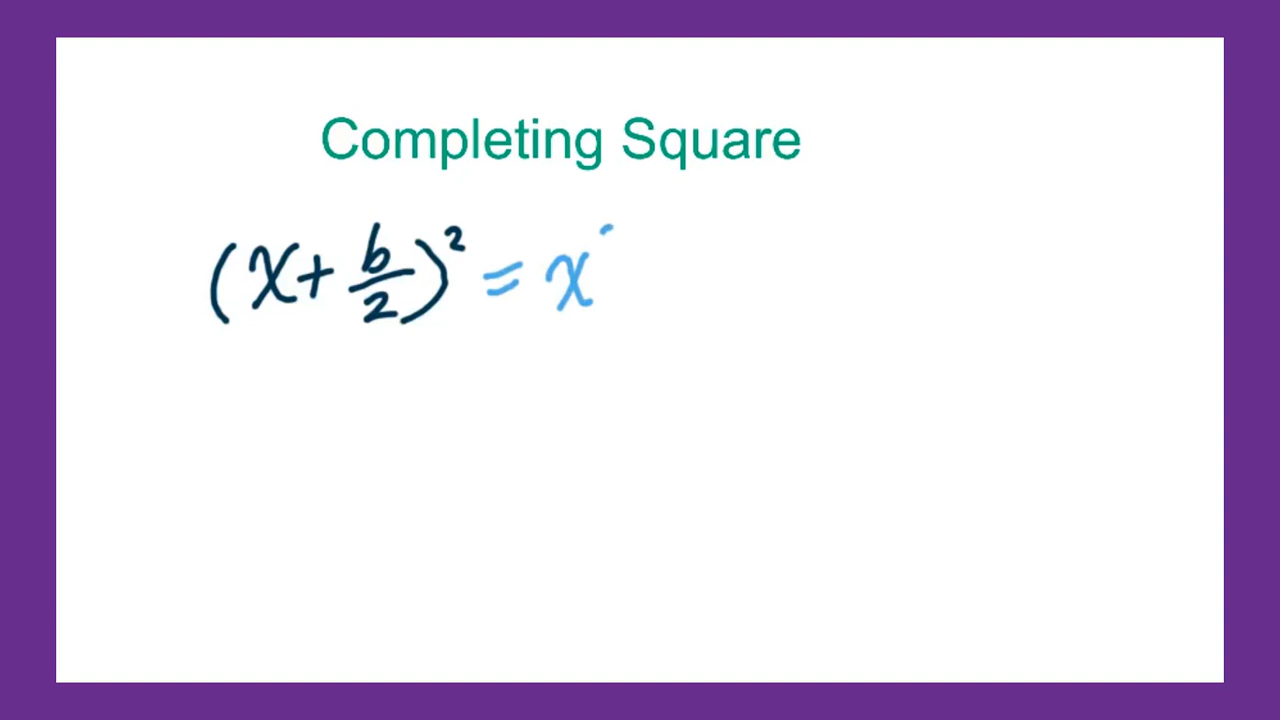 Completing Square
(x + b/2)² = x